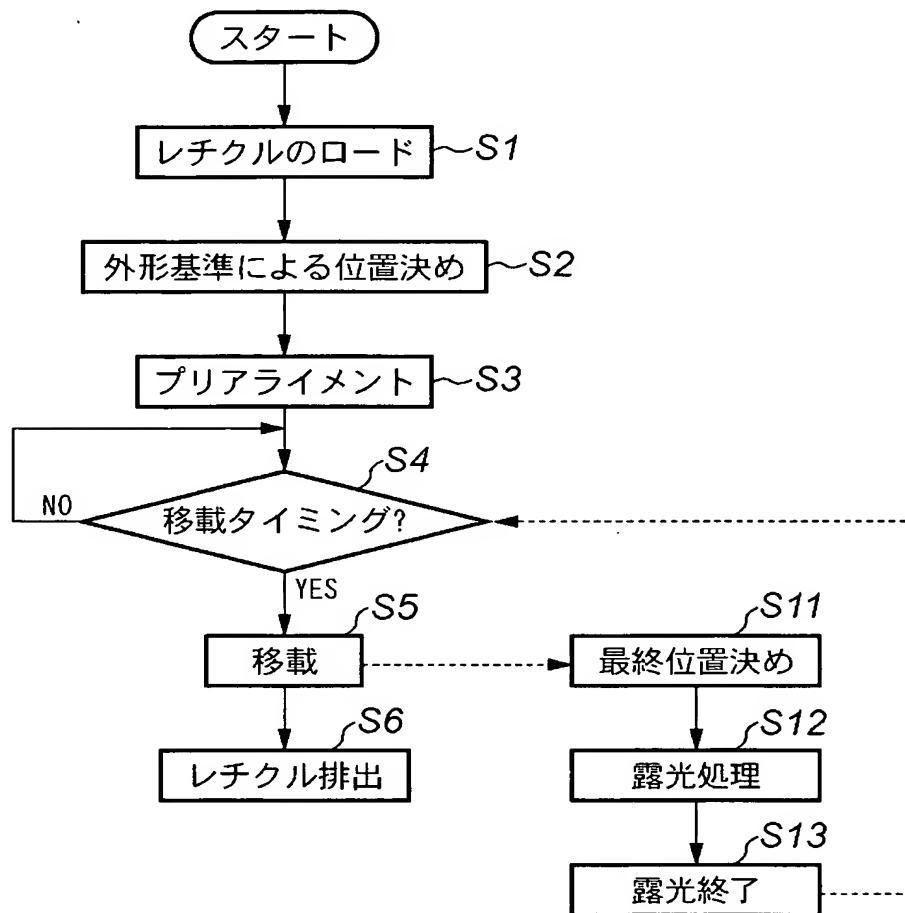 スタート
レチクルのロード S1
外形基準による位置決め S2
プリアライメント S3
S4
移載タイミング?
NO
YES
S5
移載
S6
レチクル排出
S11
最終位置決め
S12
露光処理
S13
露光終了